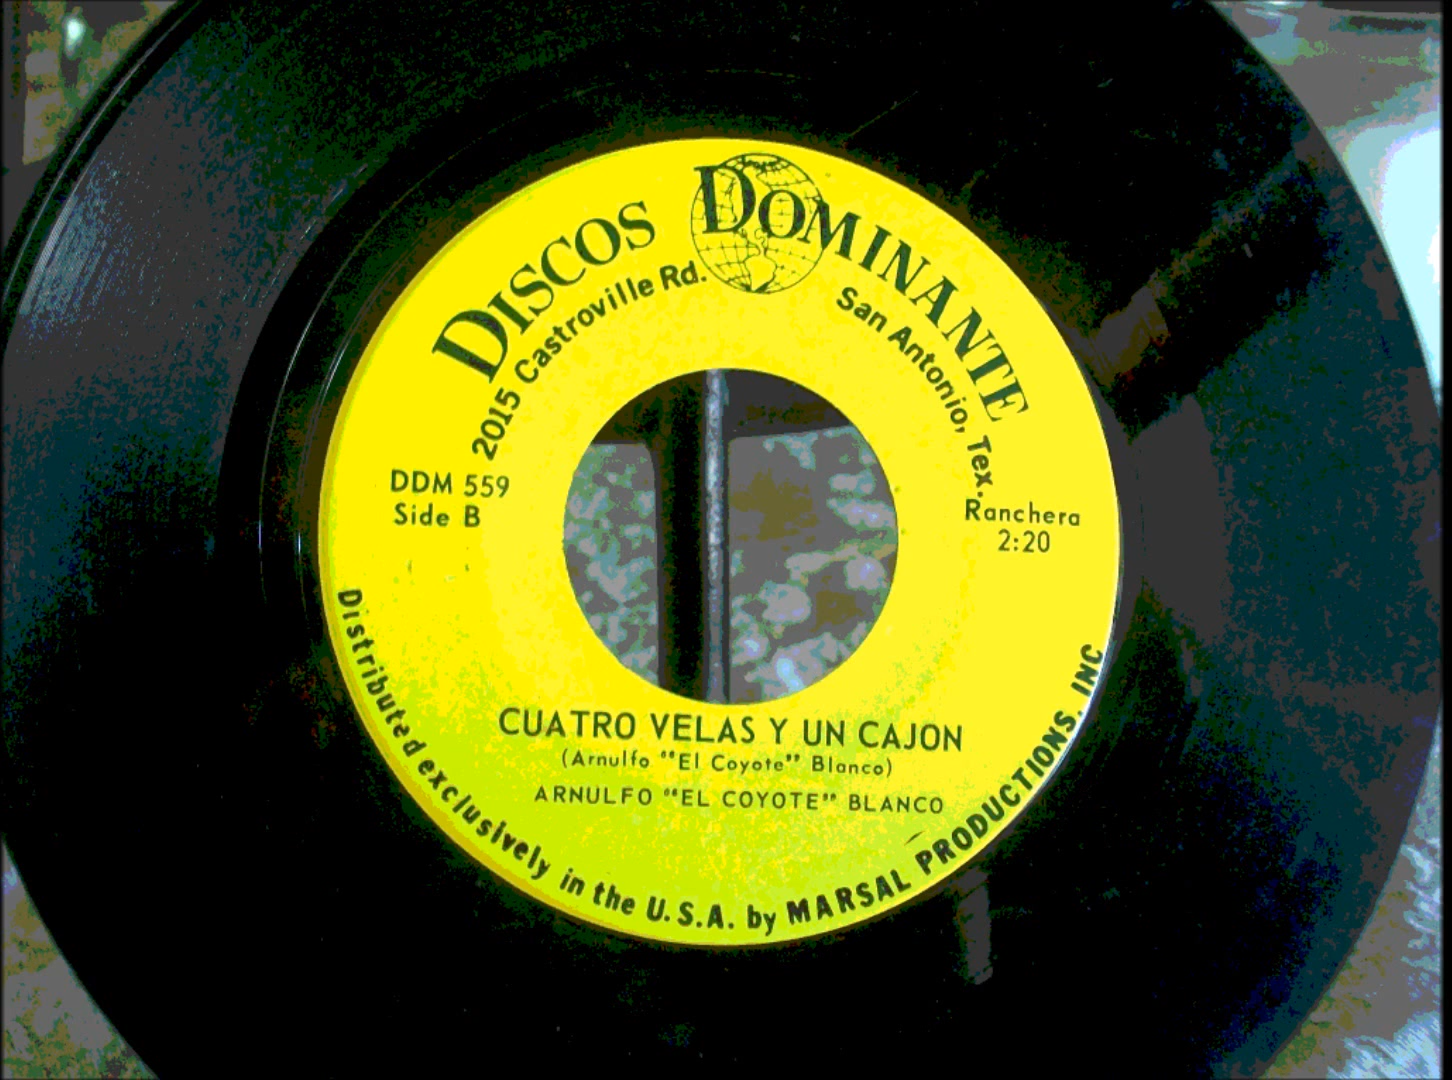 DISCOS DOMINANTE
2015 Castroville Rd.
San Antonio, Tex.
DDM 559
Side B
Ranchera
2:20
CUATRO VELAS Y UN CAJON
(Arnulfo "El Coyote" Blanco)
ARNULFO "EL COYOTE" BLANCO
Distributed exclusively in the U.S.A. by MARSAL PRODUCTIONS, INC